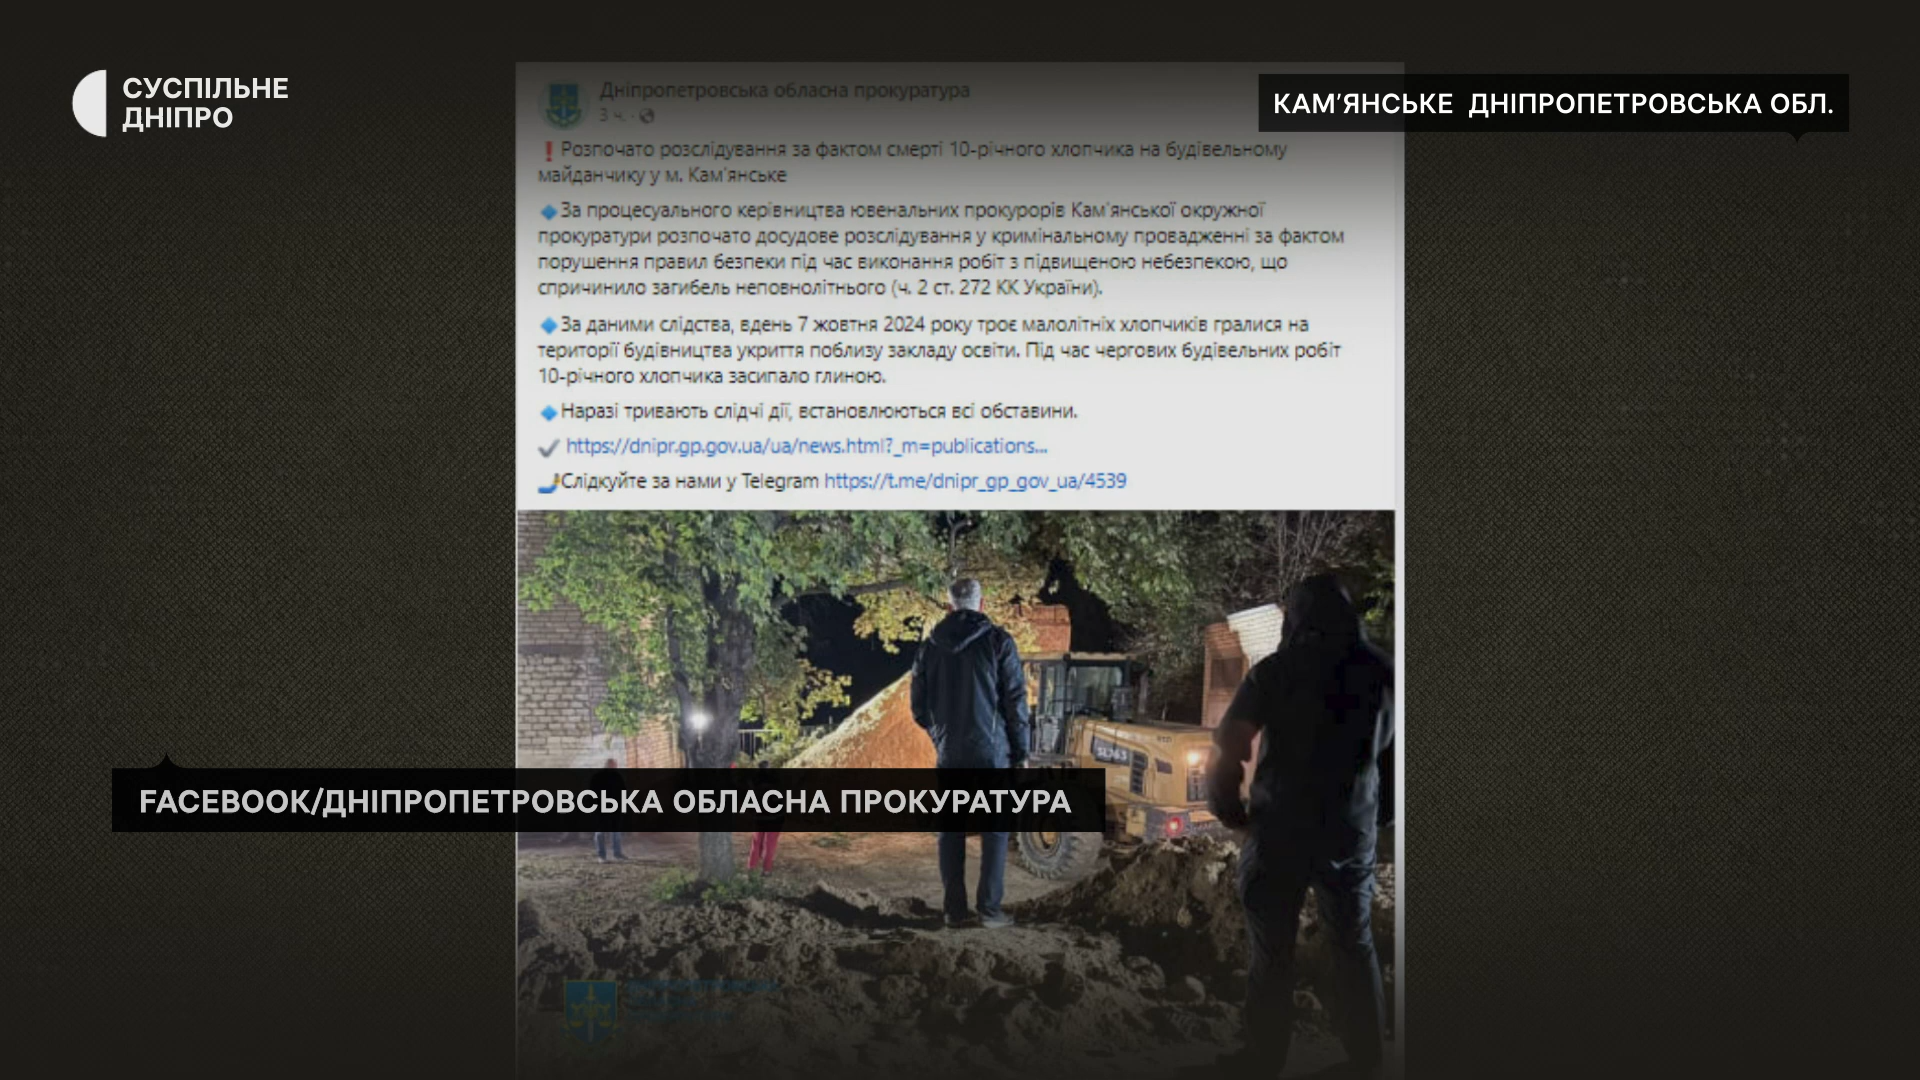 СУСПІЛЬНЕ
ДНІПРО
КАМ'ЯНСЬКЕ ДНІПРОПЕТРОВСЬКА ОБЛ.
Дніпропетровська обласна прокуратура
3 ч. ·
❗Розпочато розслідування за фактом смерті 10-річного хлопчика на будівельному
майданчику у м. Кам'янське
🔹За процесуального керівництва ювенальних прокурорів Кам'янської окружної
прокуратури розпочато досудове розслідування у кримінальному провадженні за фактом
порушення правил безпеки під час виконання робіт з підвищеною небезпекою, що
спричинило загибель неповнолітнього (ч. 2 ст. 272 КК України).
🔹За даними слідства, вдень 7 жовтня 2024 року троє малолітніх хлопчиків гралися на
території будівництва укриття поблизу закладу освіти. Під час чергових будівельних робіт
10-річного хлопчика засипало глиною.
🔹Наразі тривають слідчі дії, встановлюються всі обставини.
✔ https://dnipr.gp.gov.ua/ua/news.html?_m=publications...
🤳Слідкуйте за нами у Telegram https://t.me/dnipr_gp_gov_ua/4539
FACEBOOK/ДНІПРОПЕТРОВСЬКА ОБЛАСНА ПРОКУРАТУРА